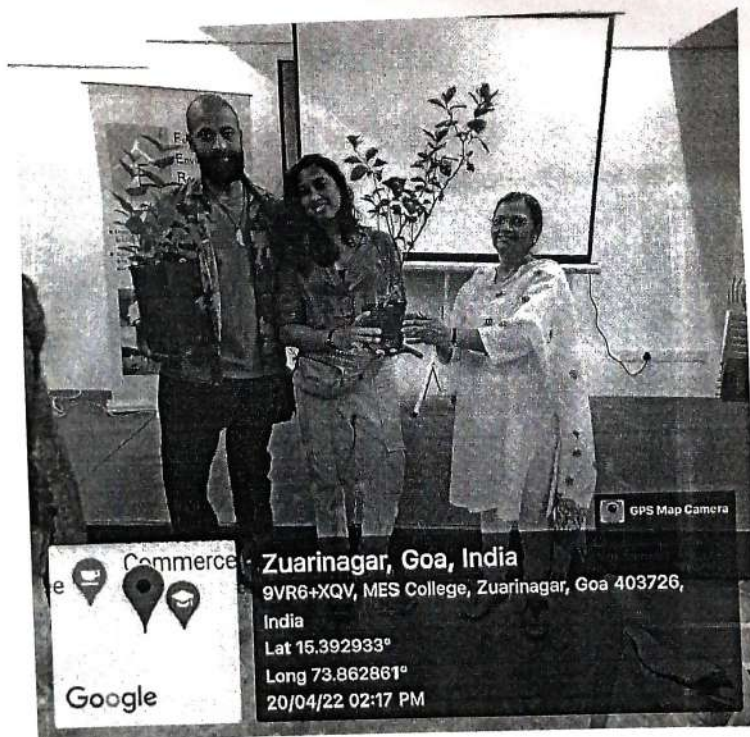 GPS Map Camera
Commerce
e
Google
Zuarinagar, Goa, India
9VR6+XQV, MES College, Zuarinagar, Goa 403726,
India
Lat 15.392933°
Long 73.862861°
20/04/22 02:17 PM